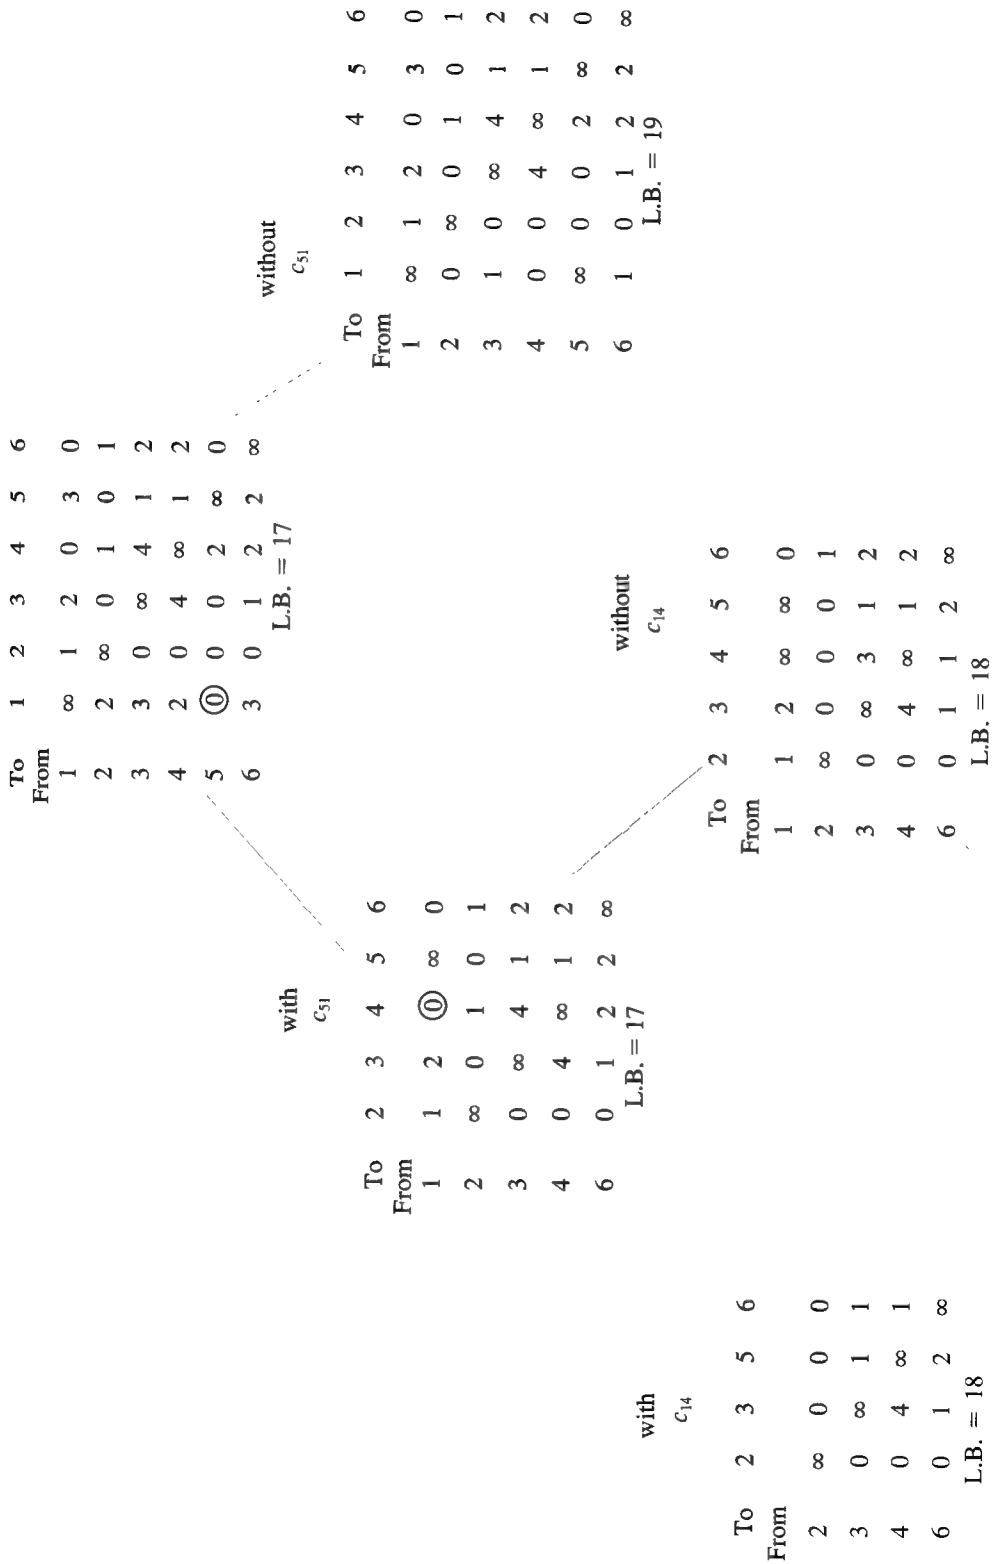 To 1 2 3 4 5 6
From
1 ∞ 1 2 0 3 0
2 2 ∞ 0 1 0 1
3 3 0 ∞ 4 1 2
4 2 0 4 ∞ 1 2
5 0 0 0 2 ∞ 0
6 3 0 1 2 2 ∞
L.B. = 17
with
c51
To 2 3 4 5 6
From
1 1 2 0 ∞ 0
2 ∞ 0 1 0 1
3 0 ∞ 4 1 2
4 0 4 ∞ 1 2
6 0 1 2 2 ∞
L.B. = 17
without
c51
To 1 2 3 4 5 6
From
1 ∞ 1 2 0 3 0
2 0 ∞ 0 1 0 1
3 1 0 ∞ 4 1 2
4 0 0 4 ∞ 1 2
5 ∞ 0 0 2 ∞ 0
6 1 0 1 2 2 ∞
L.B. = 19
with
c14
To 2 3 5 6
From
2 ∞ 0 0 0
3 0 ∞ 1 1
4 0 4 ∞ 1
6 0 1 2 ∞
L.B. = 18
without
c14
To 2 3 4 5 6
From
1 1 2 ∞ ∞ 0
2 ∞ 0 0 0 1
3 0 ∞ 3 1 2
4 0 4 ∞ 1 2
6 0 1 1 2 ∞
L.B. = 18